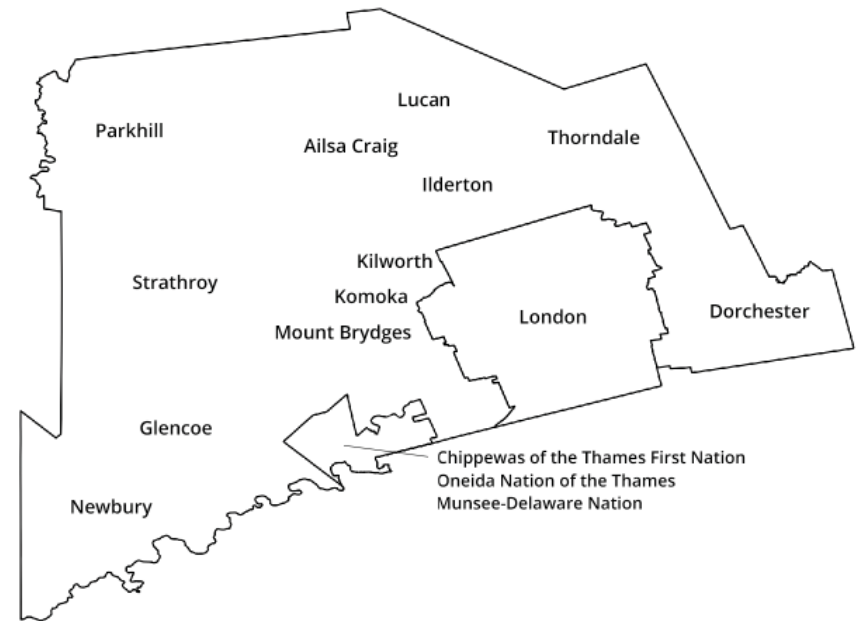 Lucan
Parkhill
Thorndale
Ailsa Craig
Ilderton
Kilworth
Strathroy
Komoka
Dorchester
London
Mount Brydges
Glencoe
Chippewas of the Thames First Nation
Oneida Nation of the Thames
Munsee-Delaware Nation
Newbury